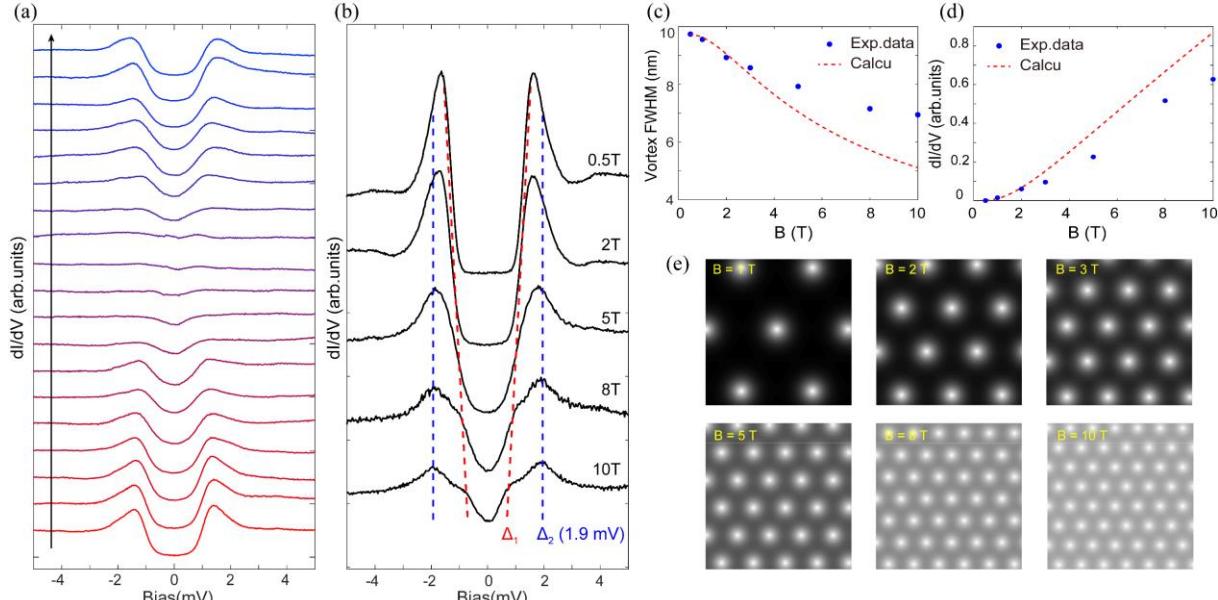 (a)
dI/dV (arb.units)
-4 -2 0 2 4
Bias(mV)
(b)
dI/dV (arb.units)
0.5T
2T
5T
8T
10T
Δ1 Δ2 (1.9 mV)
-4 -2 0 2 4
Bias(mV)
(c)
Vortex FWHM (nm)
10
8
6
4
Exp.data
Calcu
0 2 4 6 8 10
B (T)
(d)
dI/dV (arb.units)
0.8
0.6
0.4
0.2
0
Exp.data
Calcu
0 2 4 6 8 10
B (T)
(e)
B = 1 T
B = 2 T
B = 3 T
B = 5 T
B = 8 T
B = 10 T